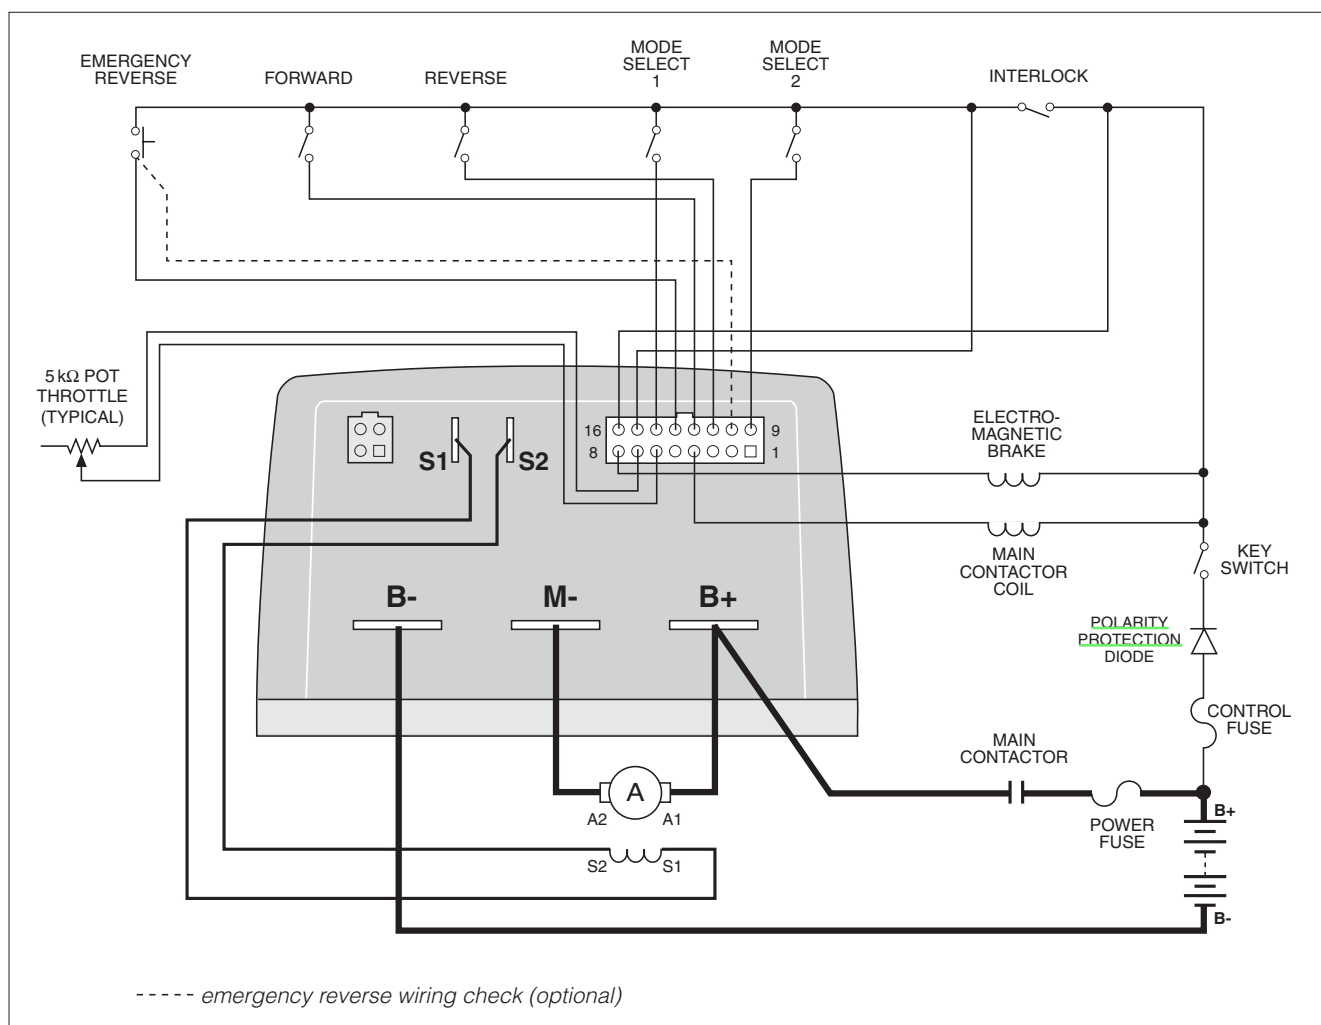 EMERGENCY
REVERSE
FORWARD
REVERSE
MODE
SELECT
1
MODE
SELECT
2
INTERLOCK
5 kΩ POT
THROTTLE
(TYPICAL)
16
9
8
1
S1
S2
ELECTRO-
MAGNETIC
BRAKE
MAIN
CONTACTOR
COIL
KEY
SWITCH
B-
M-
B+
POLARITY
PROTECTION
DIODE
CONTROL
FUSE
MAIN
CONTACTOR
A
A2
A1
POWER
FUSE
B+
S2
S1
B-
emergency reverse wiring check (optional)